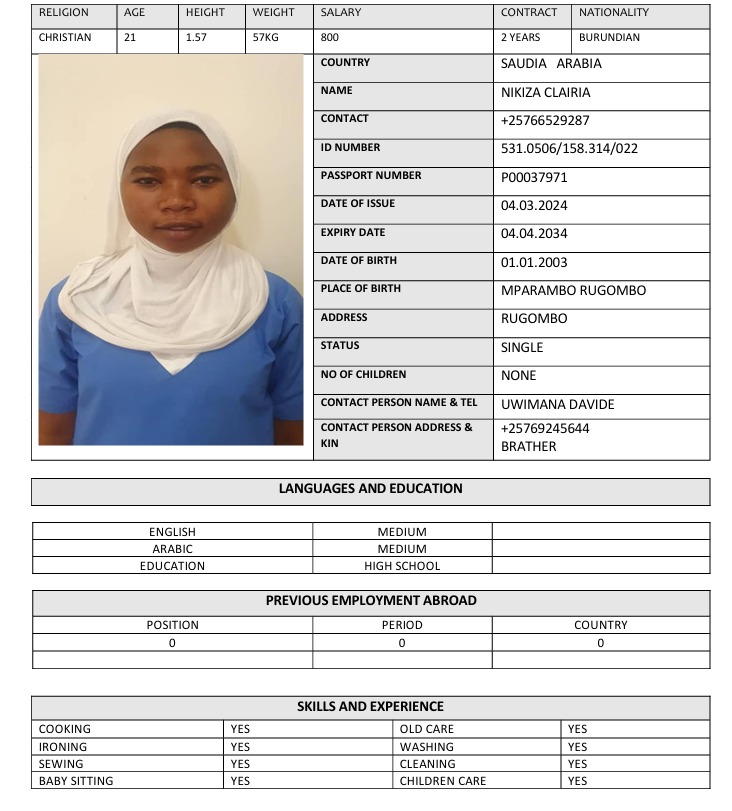 RELIGION AGE HEIGHT WEIGHT SALARY CONTRACT NATIONALITY
CHRISTIAN 21 1.57 57KG 800 2 YEARS BURUNDIAN
COUNTRY SAUDIA ARABIA
NAME NIKIZA CLAIRIA
CONTACT +25766529287
ID NUMBER 531.0506/158.314/022
PASSPORT NUMBER P00037971
DATE OF ISSUE 04.03.2024
EXPIRY DATE 04.04.2034
DATE OF BIRTH 01.01.2003
PLACE OF BIRTH MPARAMBO RUGOMBO
ADDRESS RUGOMBO
STATUS SINGLE
NO OF CHILDREN NONE
CONTACT PERSON NAME & TEL UWIMANA DAVIDE
CONTACT PERSON ADDRESS & +25769245644
KIN BRATHER
LANGUAGES AND EDUCATION
ENGLISH MEDIUM
ARABIC MEDIUM
EDUCATION HIGH SCHOOL
PREVIOUS EMPLOYMENT ABROAD
POSITION PERIOD COUNTRY
0 0 0
SKILLS AND EXPERIENCE
COOKING YES OLD CARE YES
IRONING YES WASHING YES
SEWING YES CLEANING YES
BABY SITTING YES CHILDREN CARE YES